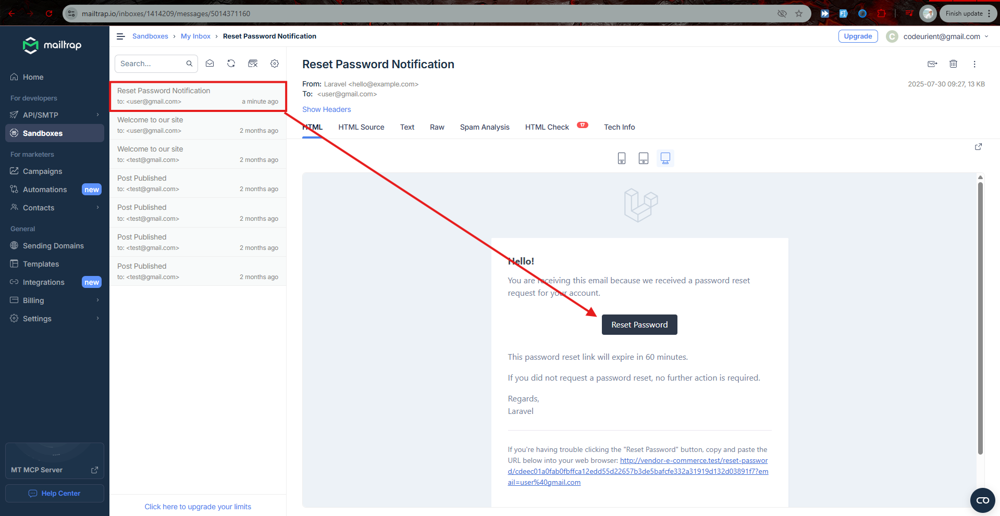 mailtrap.io/inboxes/1414209/messages/5014371160
Finish update
mailtrap
Home
For developers
API/SMTP
Sandboxes
For marketers
Campaigns
Automations new
Contacts
General
Sending Domains
Templates
Integrations new
Billing
Settings
MT MCP Server
Help Center
Sandboxes › My Inbox › Reset Password Notification
Upgrade
C codeurient@gmail.com
Search...
Reset Password Notification
to: <user@gmail.com> a minute ago
Welcome to our site
to: <user@gmail.com> 2 months ago
Welcome to our site
to: <test@gmail.com> 2 months ago
Post Published
to: <test@gmail.com> 2 months ago
Post Published
to: <test@gmail.com> 2 months ago
Post Published
to: <test@gmail.com> 2 months ago
Post Published
to: <test@gmail.com> 2 months ago
Click here to upgrade your limits
Reset Password Notification
From: Laravel <hello@example.com>
2025-07-30 09:27, 13 KB
To: <user@gmail.com>
Show Headers
HTML HTML Source Text Raw Spam Analysis HTML Check 17 Tech Info
Hello!
You are receiving this email because we received a password reset
request for your account.
Reset Password
This password reset link will expire in 60 minutes.
If you did not request a password reset, no further action is required.
Regards,
Laravel
If you're having trouble clicking the "Reset Password" button, copy and paste the
URL below into your web browser: http://vendor-e-commerce.test/reset-passwor
d/cdeec01a0fab0fbffca12edd55d22657b3de5bafcfe332a31919d132d03891f7?em
ail=user%40gmail.com